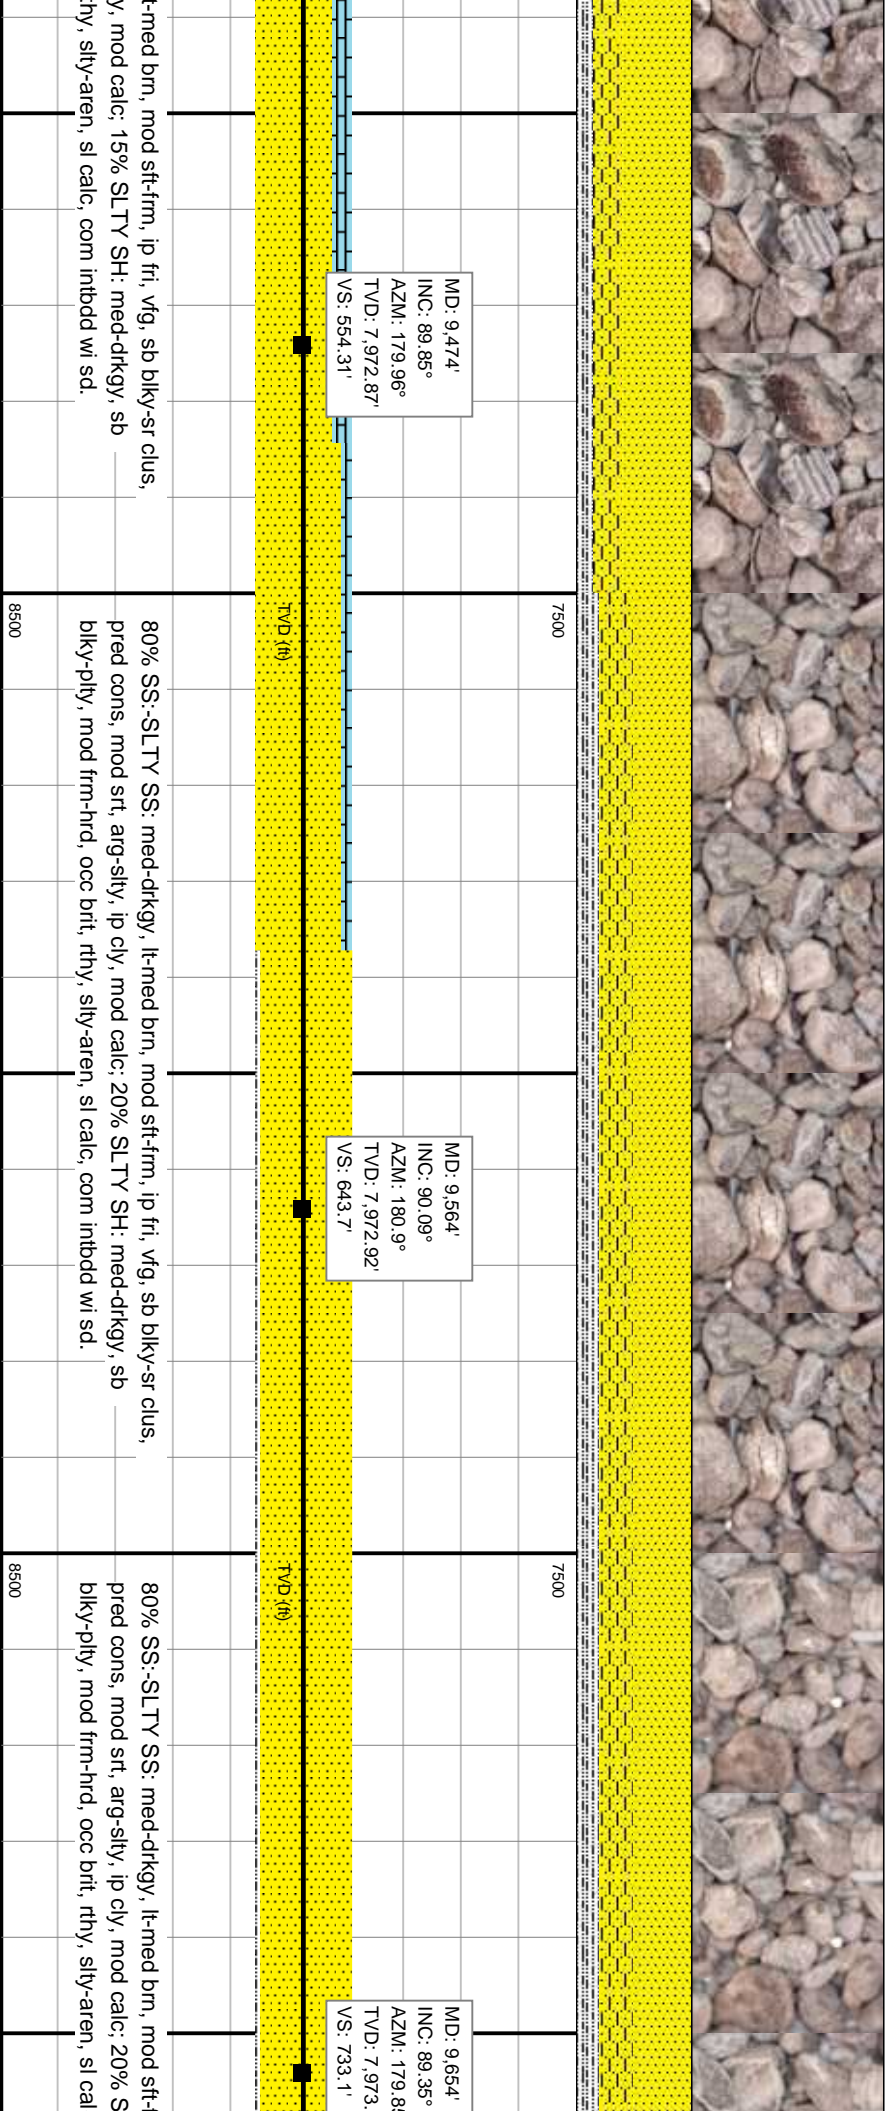 t-med brn, mod sft-frm, ip fri, vfg, sb blky-sr clus,
y, mod calc; 15% SLTY SH: med-drkgy, sb
hy, slty-aren, sl calc, com intbdd wi sd.
MD: 9,474'
INC: 89.85°
AZM: 179.96°
TVD: 7,972.87'
VS: 554.31'
7500
TVD (ft)
8500
80% SS:-SLTY SS: med-drkgy, lt-med brn, mod sft-frm, ip fri, vfg, sb blky-sr clus,
pred cons, mod srt, arg-slty, ip cly, mod calc; 20% SLTY SH: med-drkgy, sb
blky-plty, mod frm-hrd, occ brit, rthy, slty-aren, sl calc, com intbdd wi sd.
MD: 9,564'
INC: 90.09°
AZM: 180.9°
TVD: 7,972.92'
VS: 643.7'
7500
TVD (ft)
8500
80% SS:-SLTY SS: med-drkgy, lt-med brn, mod sft-f
pred cons, mod srt, arg-slty, ip cly, mod calc; 20% S
blky-plty, mod frm-hrd, occ brit, rthy, slty-aren, sl cal
MD: 9,654'
INC: 89.35°
AZM: 179.8
TVD: 7,973.
VS: 733.1'